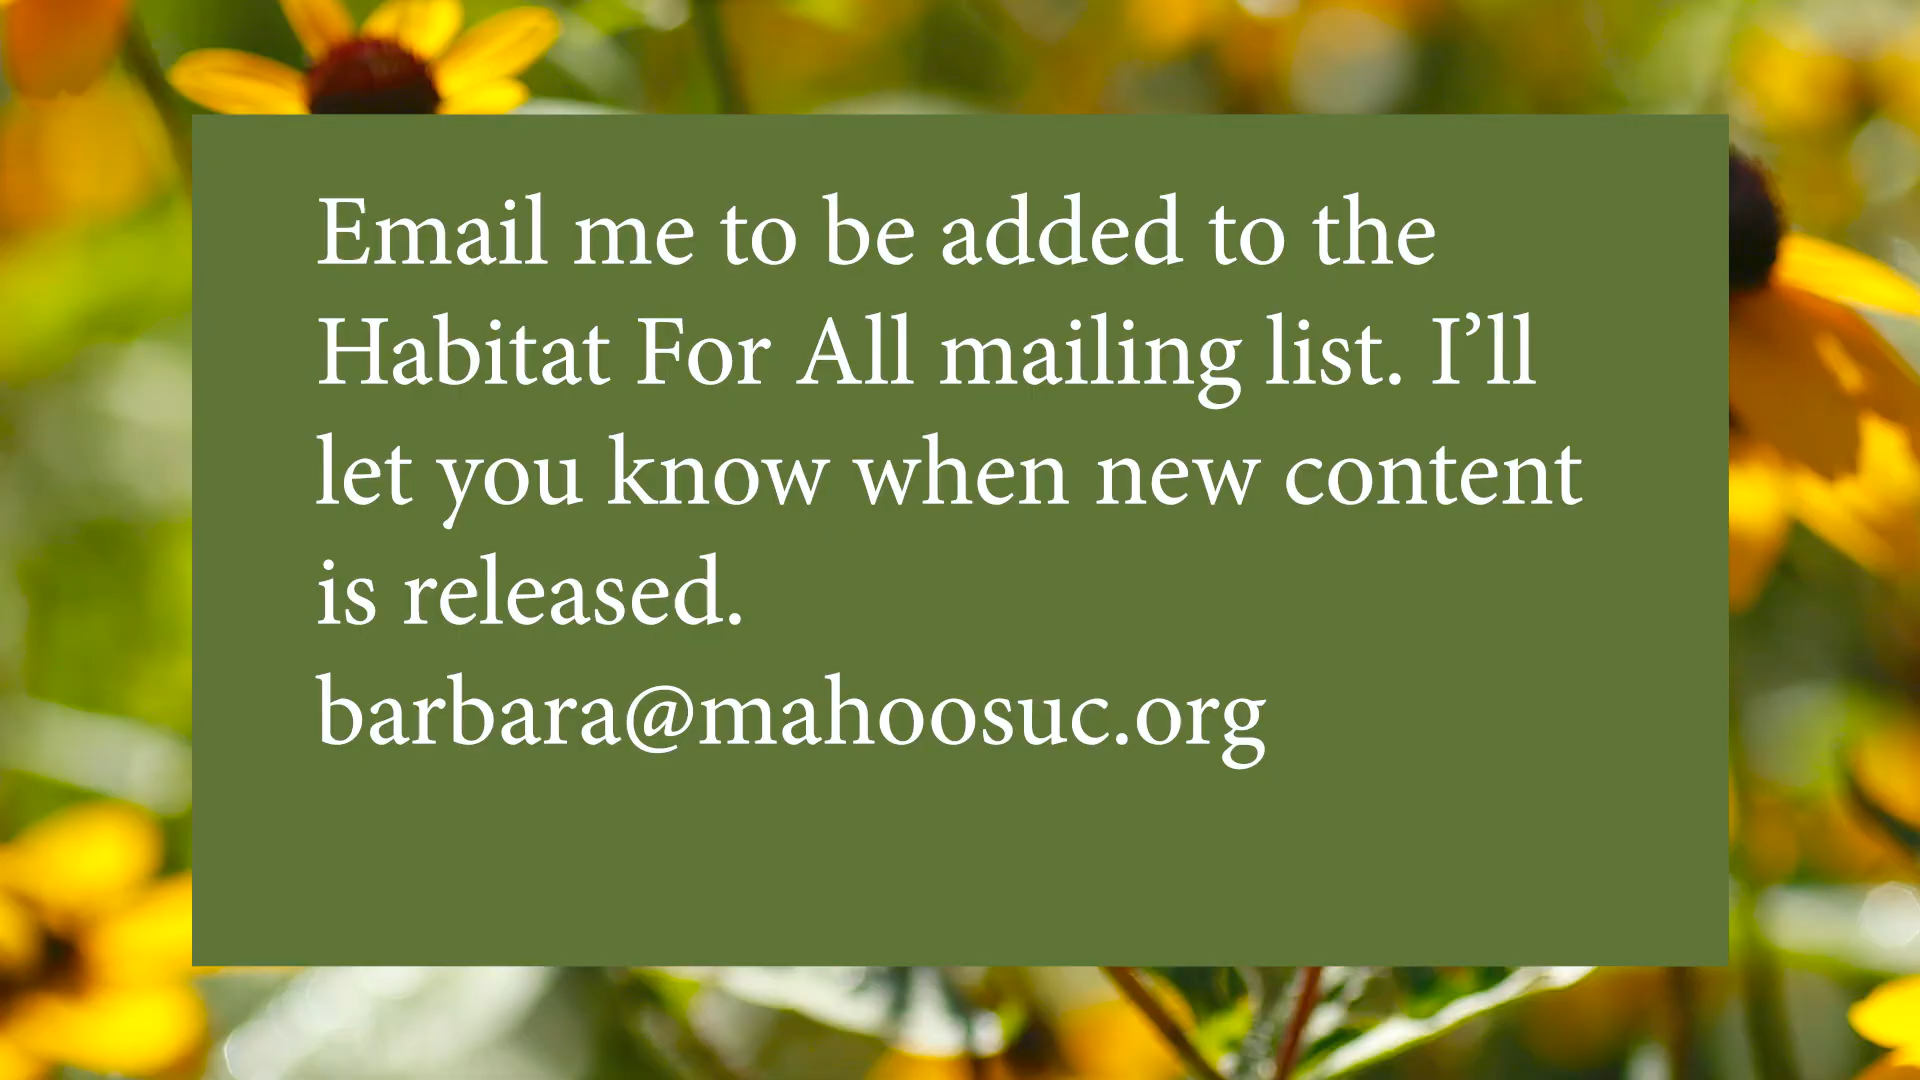 Email me to be added to the
Habitat For All mailing list. I’ll
let you know when new content
is released.
barbara@mahoosuc.org